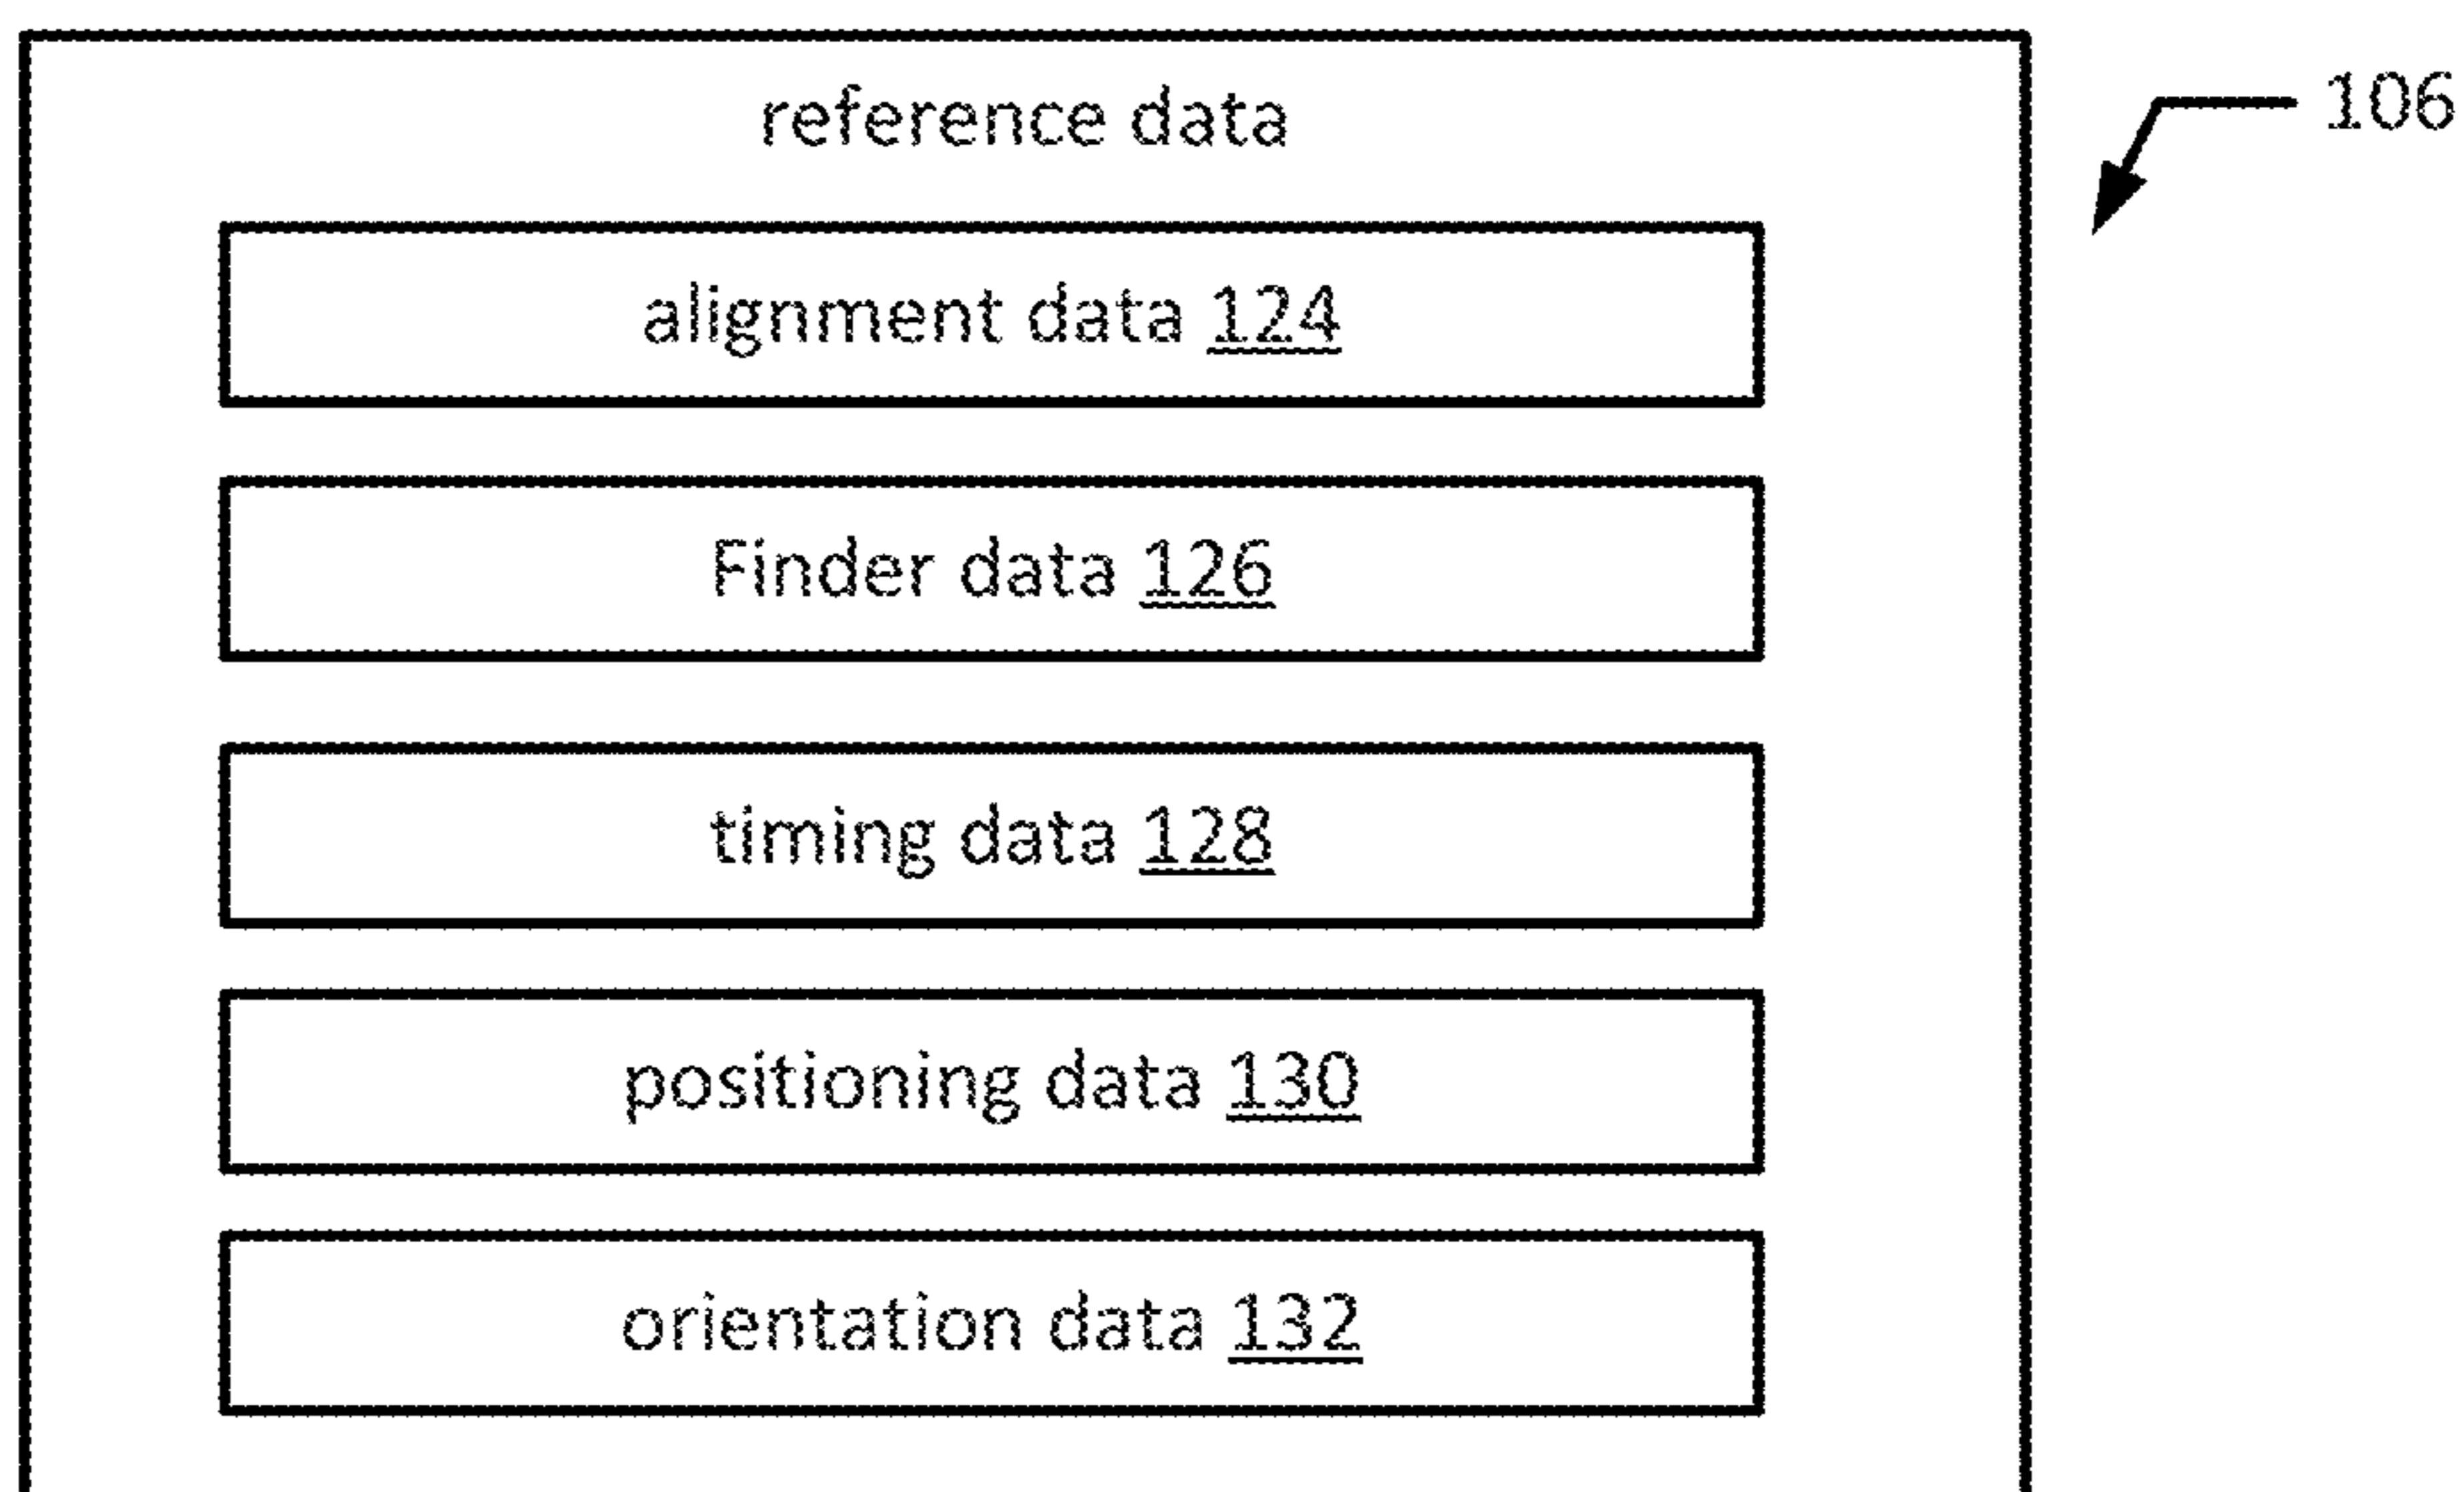 reference data
106
alignment data 124
Finder data 126
timing data 128
positioning data 130
orientation data 132